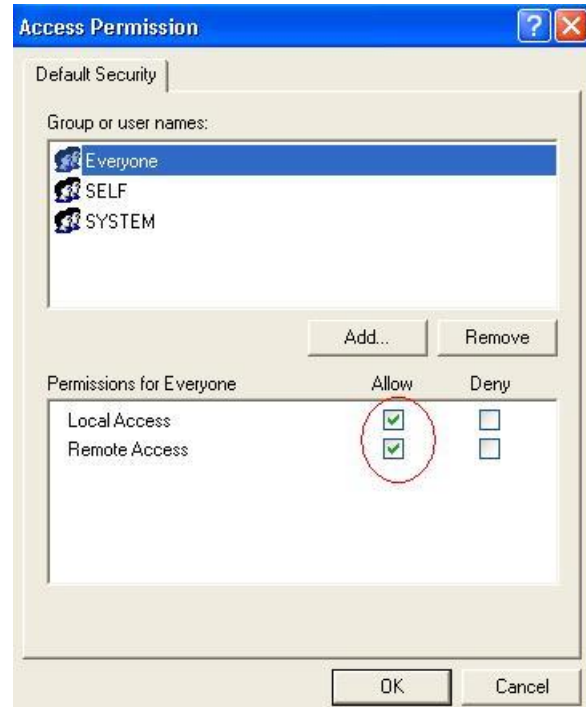 Access Permission
Default Security
Group or user names:
Everyone
SELF
SYSTEM
Add... Remove
Permissions for Everyone Allow Deny
Local Access
Remote Access
OK Cancel